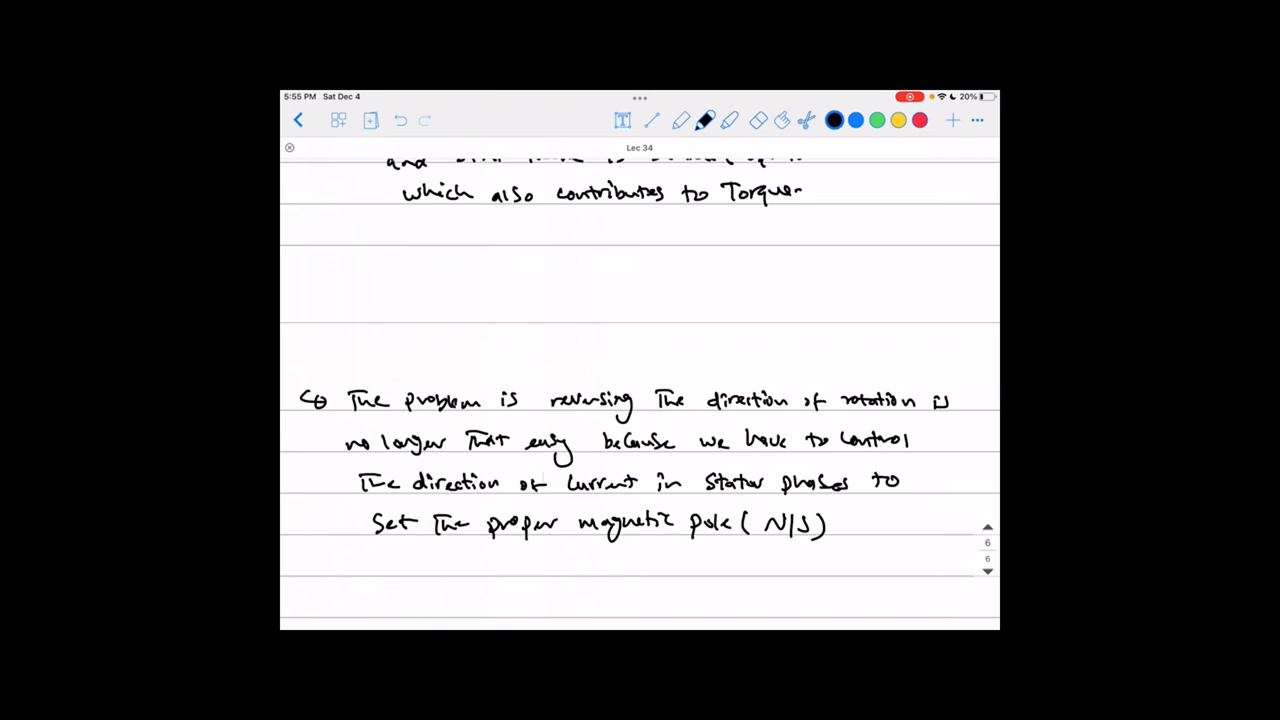 5:55 PM Sat Dec 4
20%
Lec 34
and is
which also contributes to Torque
The problem is reversing The direction of rotation is
no longer That easy because we have to control
The direction of current in stator phases to
set The proper magnetic pole (N/S)
6
6